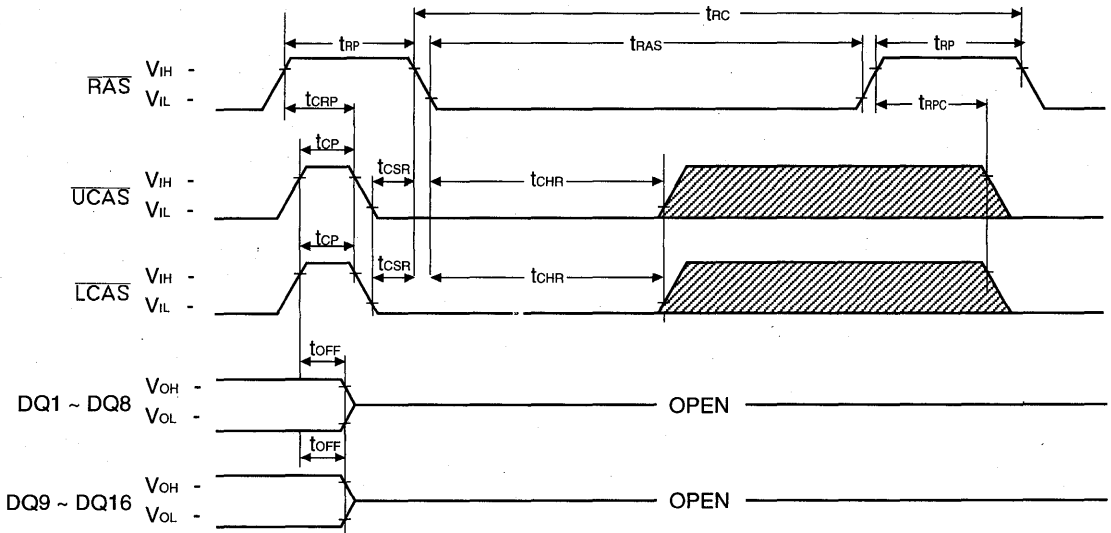 tRC
tRP tRAS tRP
RAS VIH -
VIL -
tCRP tRPC
tCP tCSR tCHR
UCAS VIH -
VIL -
tCP tCSR tCHR
LCAS VIH -
VIL -
tOFF
DQ1 ~ DQ8 VOH -
VOL -
OPEN
tOFF
DQ9 ~ DQ16 VOH -
VOL -
OPEN